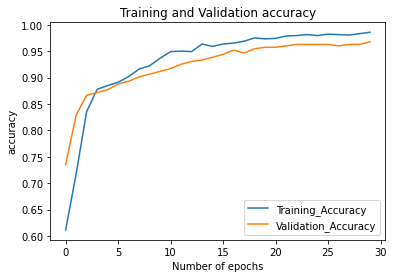 Training and Validation accuracy
1.00
0.95
0.90
0.85
0.80
0.75
0.70
0.65
0.60
accuracy
Training_Accuracy
Validation_Accuracy
0 5 10 15 20 25 30
Number of epochs